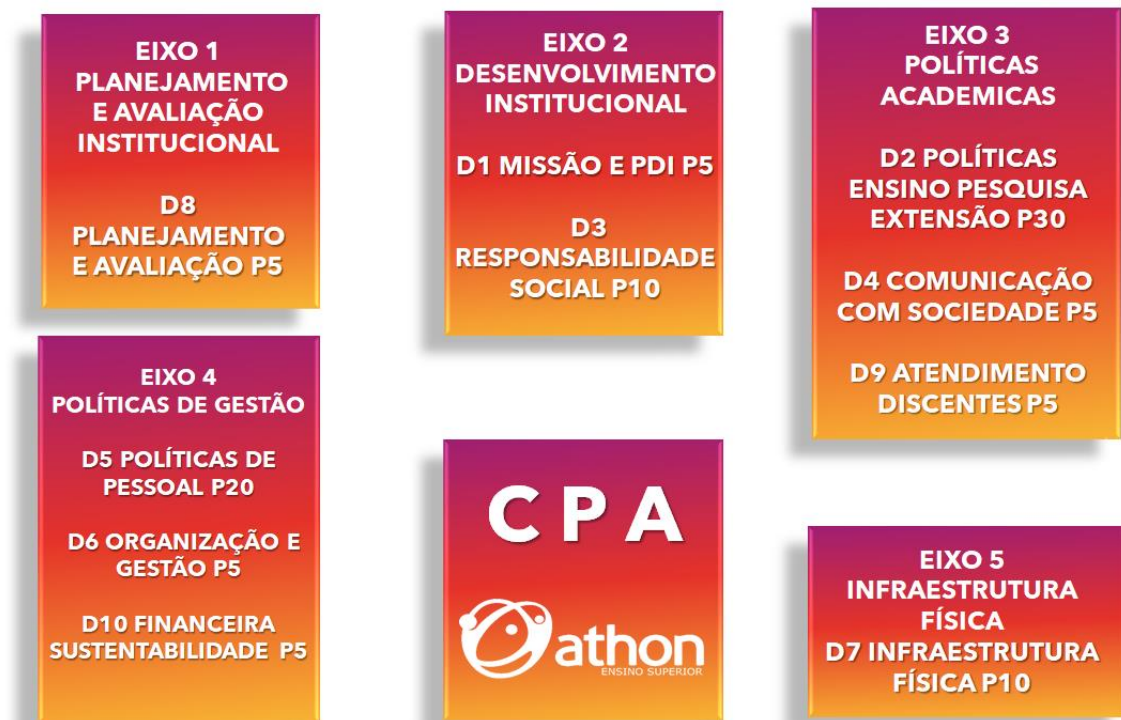 EIXO 1
PLANEJAMENTO
E AVALIAÇÃO
INSTITUCIONAL
D8
PLANEJAMENTO
E AVALIAÇÃO P5
EIXO 2
DESENVOLVIMENTO
INSTITUCIONAL
D1 MISSÃO E PDI P5
D3
RESPONSABILIDADE
SOCIAL P10
EIXO 3
POLÍTICAS
ACADEMICAS
D2 POLÍTICAS
ENSINO PESQUISA
EXTENSÃO P30
D4 COMUNICAÇÃO
COM SOCIEDADE P5
D9 ATENDIMENTO
DISCENTES P5
EIXO 4
POLÍTICAS DE GESTÃO
D5 POLÍTICAS DE
PESSOAL P20
D6 ORGANIZAÇÃO E
GESTÃO P5
D10 FINANCEIRA
SUSTENTABILIDADE P5
C P A
athon
ENSINO SUPERIOR
EIXO 5
INFRAESTRUTURA
FÍSICA
D7 INFRAESTRUTURA
FÍSICA P10